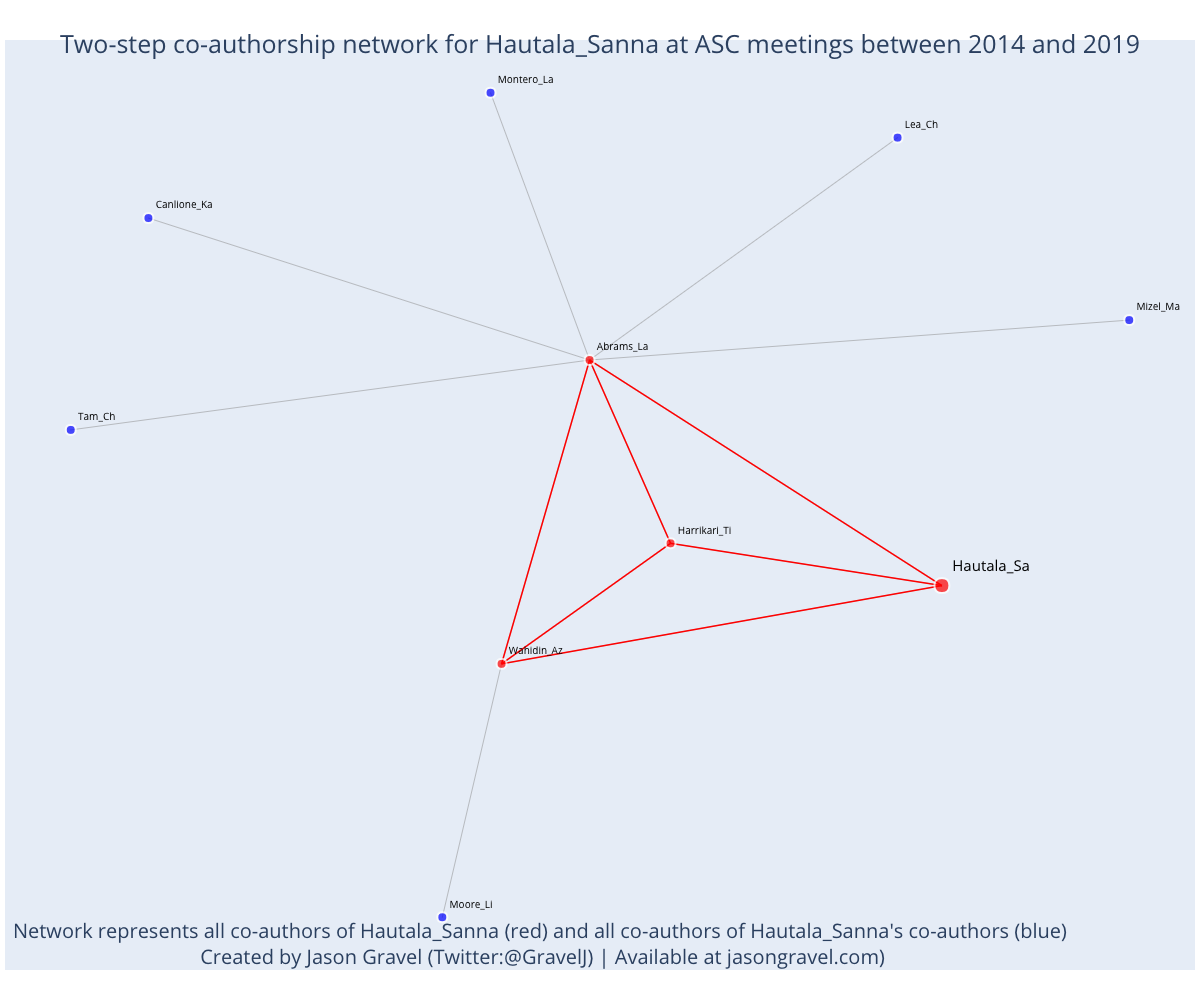 Two-step co-authorship network for Hautala_Sanna at ASC meetings between 2014 and 2019
Montero_La
Lea_Ch
Canlione_Ka
Mizel_Ma
Abrams_La
Tam_Ch
Harrikari_Ti
Hautala_Sa
Wahidin_Az
Moore_Li
Network represents all co-authors of Hautala_Sanna (red) and all co-authors of Hautala_Sanna's co-authors (blue)
Created by Jason Gravel (Twitter:@GravelJ) | Available at jasongravel.com)